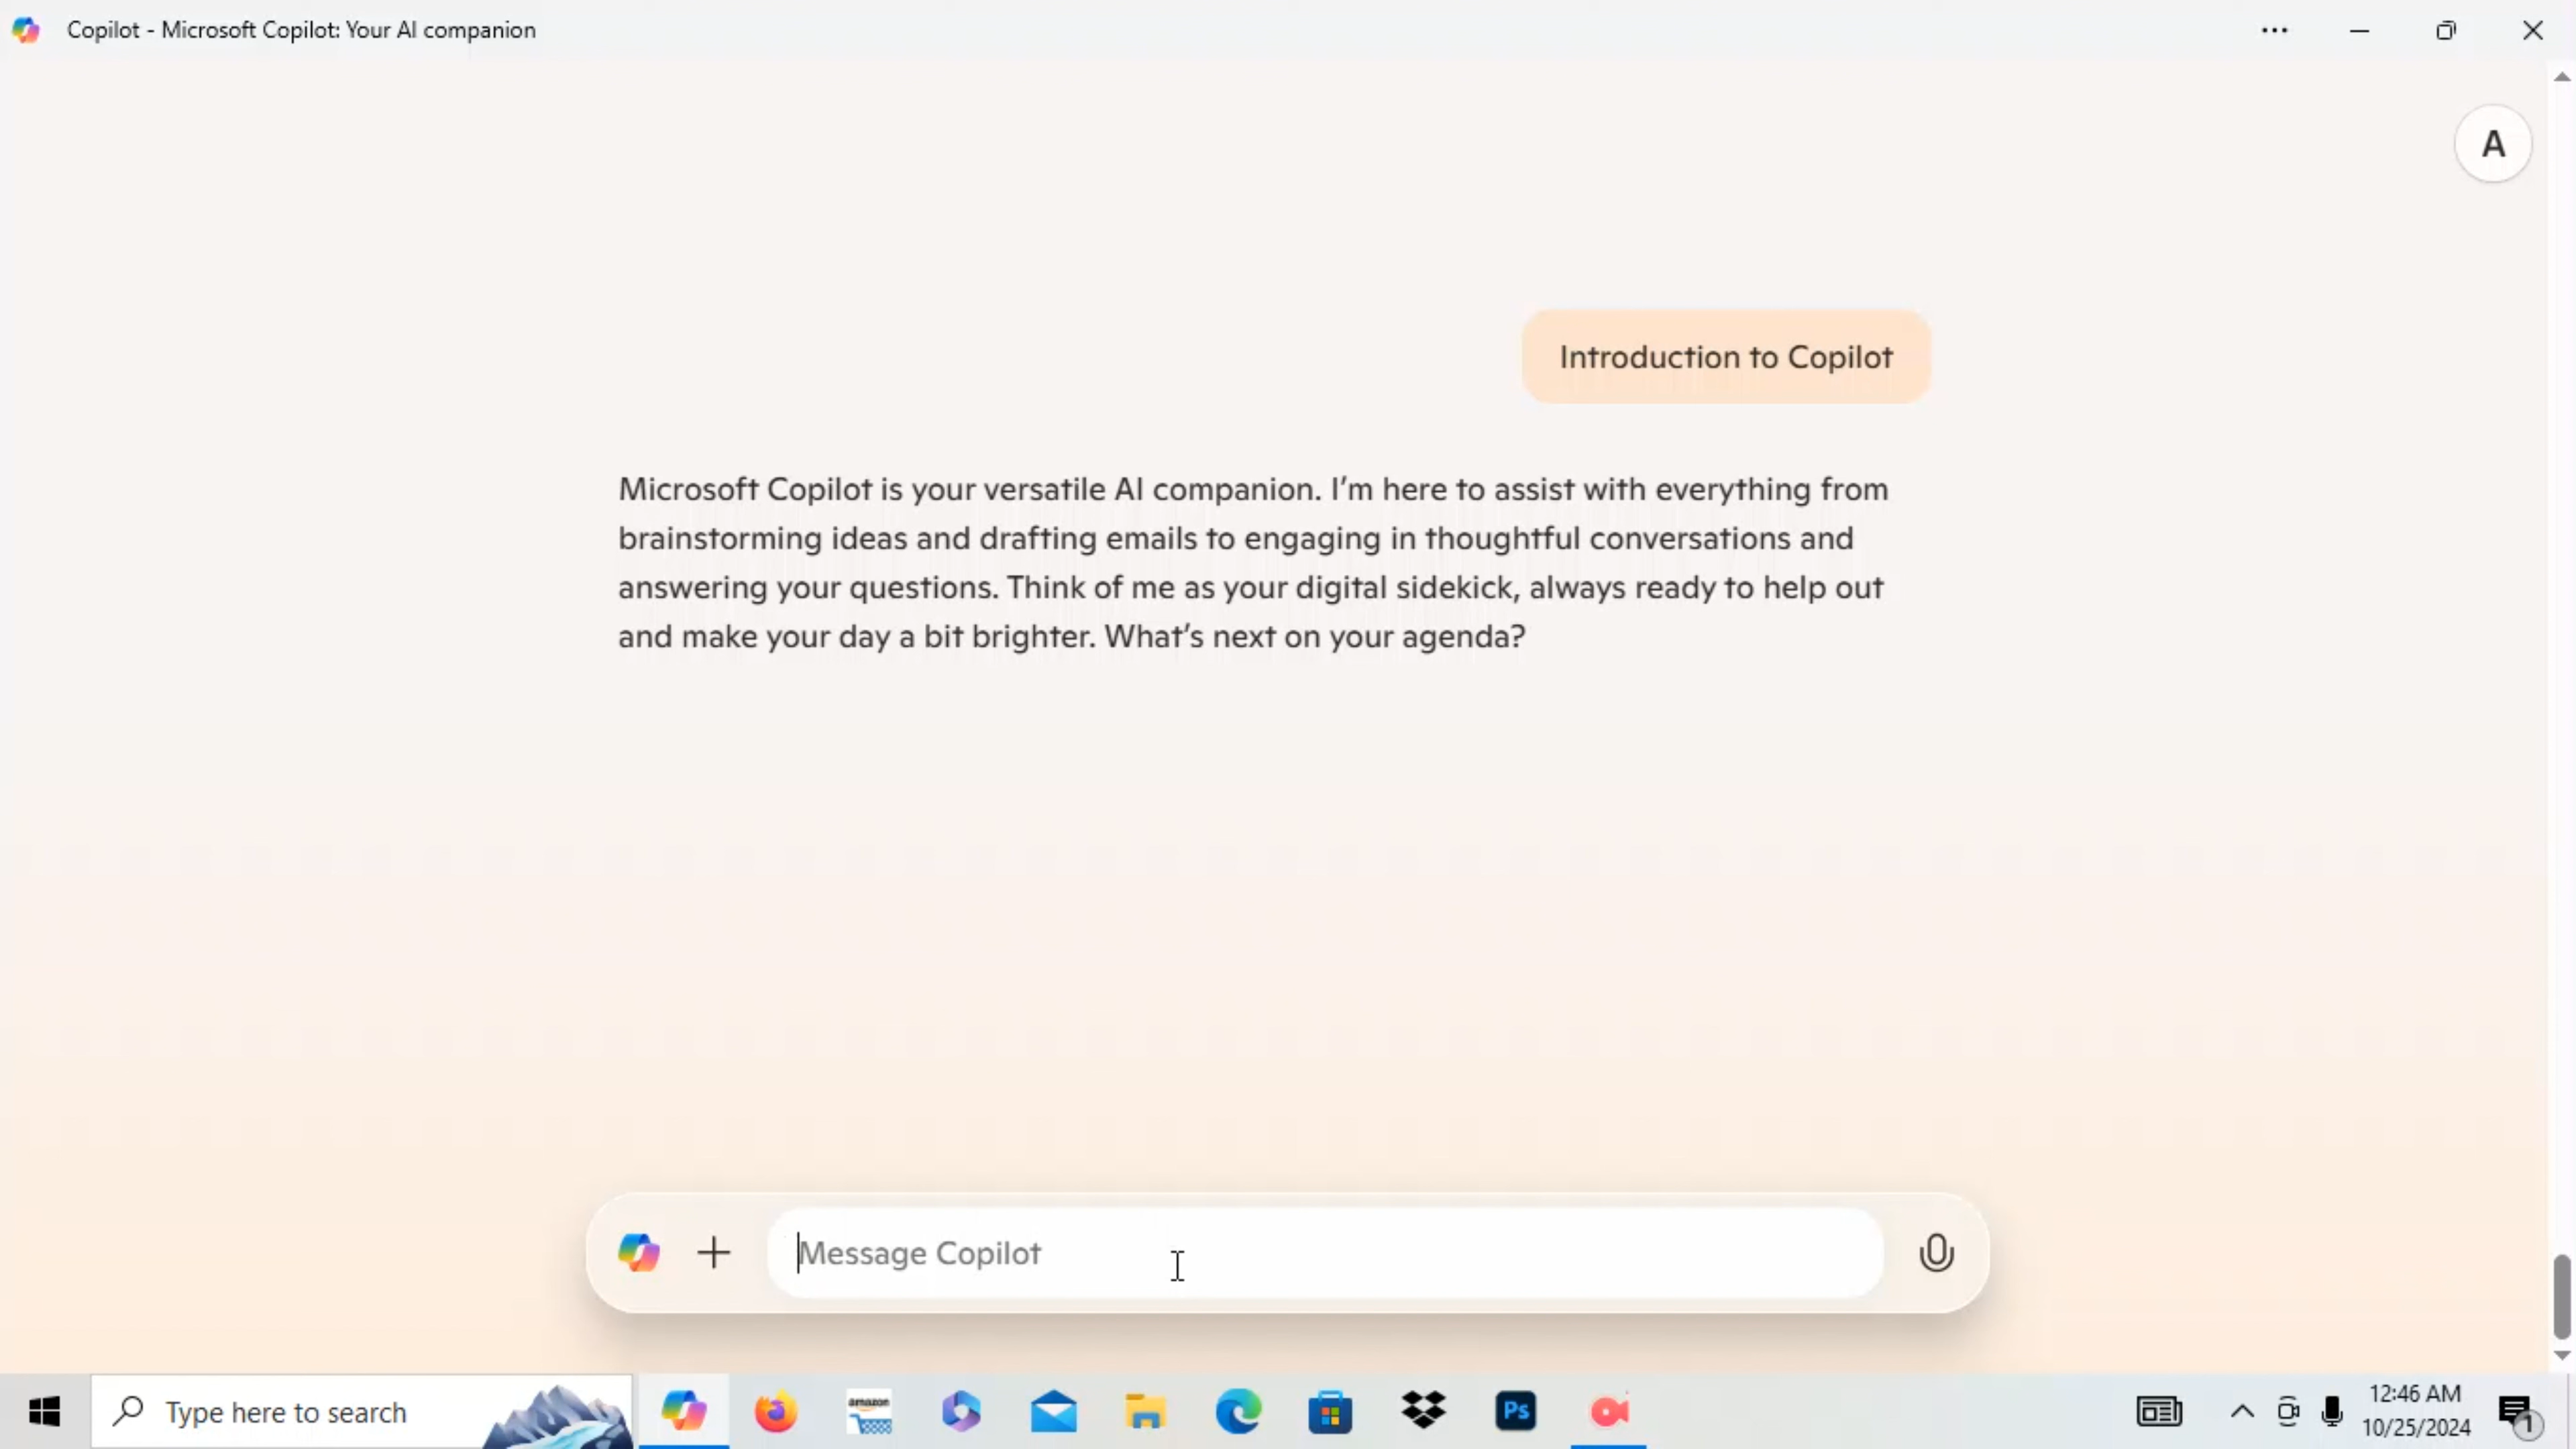 Copilot - Microsoft Copilot: Your AI companion
A
Introduction to Copilot
Microsoft Copilot is your versatile AI companion. I’m here to assist with everything from
brainstorming ideas and drafting emails to engaging in thoughtful conversations and
answering your questions. Think of me as your digital sidekick, always ready to help out
and make your day a bit brighter. What’s next on your agenda?
Message Copilot
Type here to search
amazon
Ps
12:46 AM
10/25/2024
1